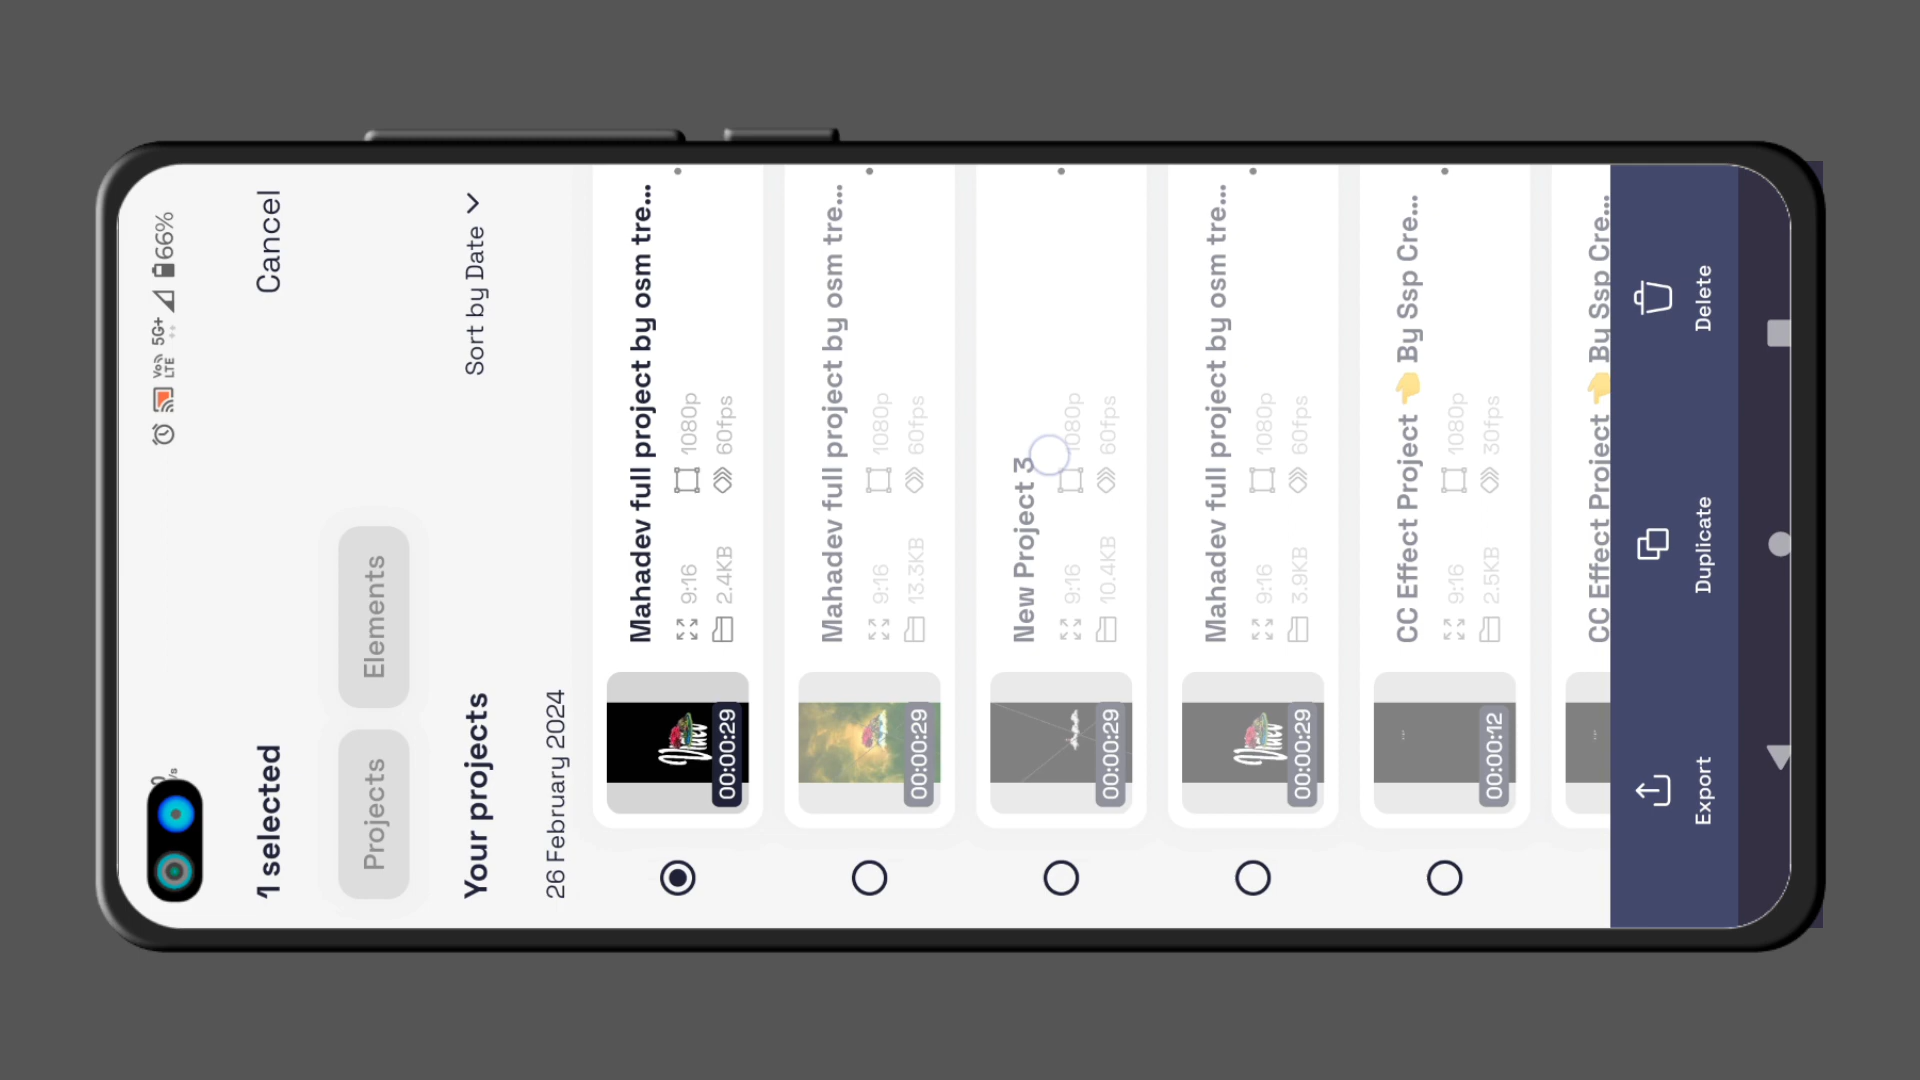 Vo 5G+ 66%
LTE
1 selected Cancel
Projects Elements
Your projects Sort by Date
26 February 2024
Mahadev full project by osm tre...
9:16 1080p
2.4KB 60fps
00:00:29
Mahadev full project by osm tre...
9:16 1080p
13.3KB 60fps
00:00:29
New Project 3
9:16 1080p
10.4KB 60fps
00:00:29
Mahadev full project by osm tre...
9:16 1080p
3.9KB 60fps
00:00:29
CC Effect Project 👈 By Ssp Cre...
9:16 1080p
2.5KB 30fps
00:00:12
CC Effect Project 👈 By Ssp Cre...
Export Duplicate Delete